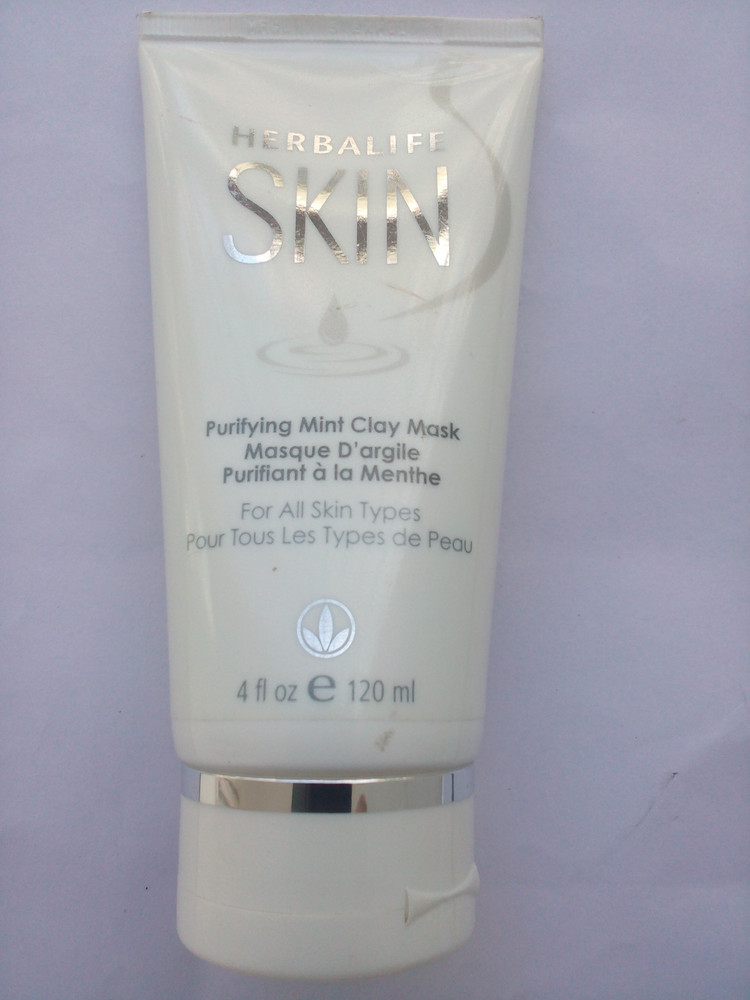 HERBALIFE
SKIN
Purifying Mint Clay Mask
Masque D'argile
Purifiant à la Menthe
For All Skin Types
Pour Tous Les Types de Peau
4 fl oz e 120 ml